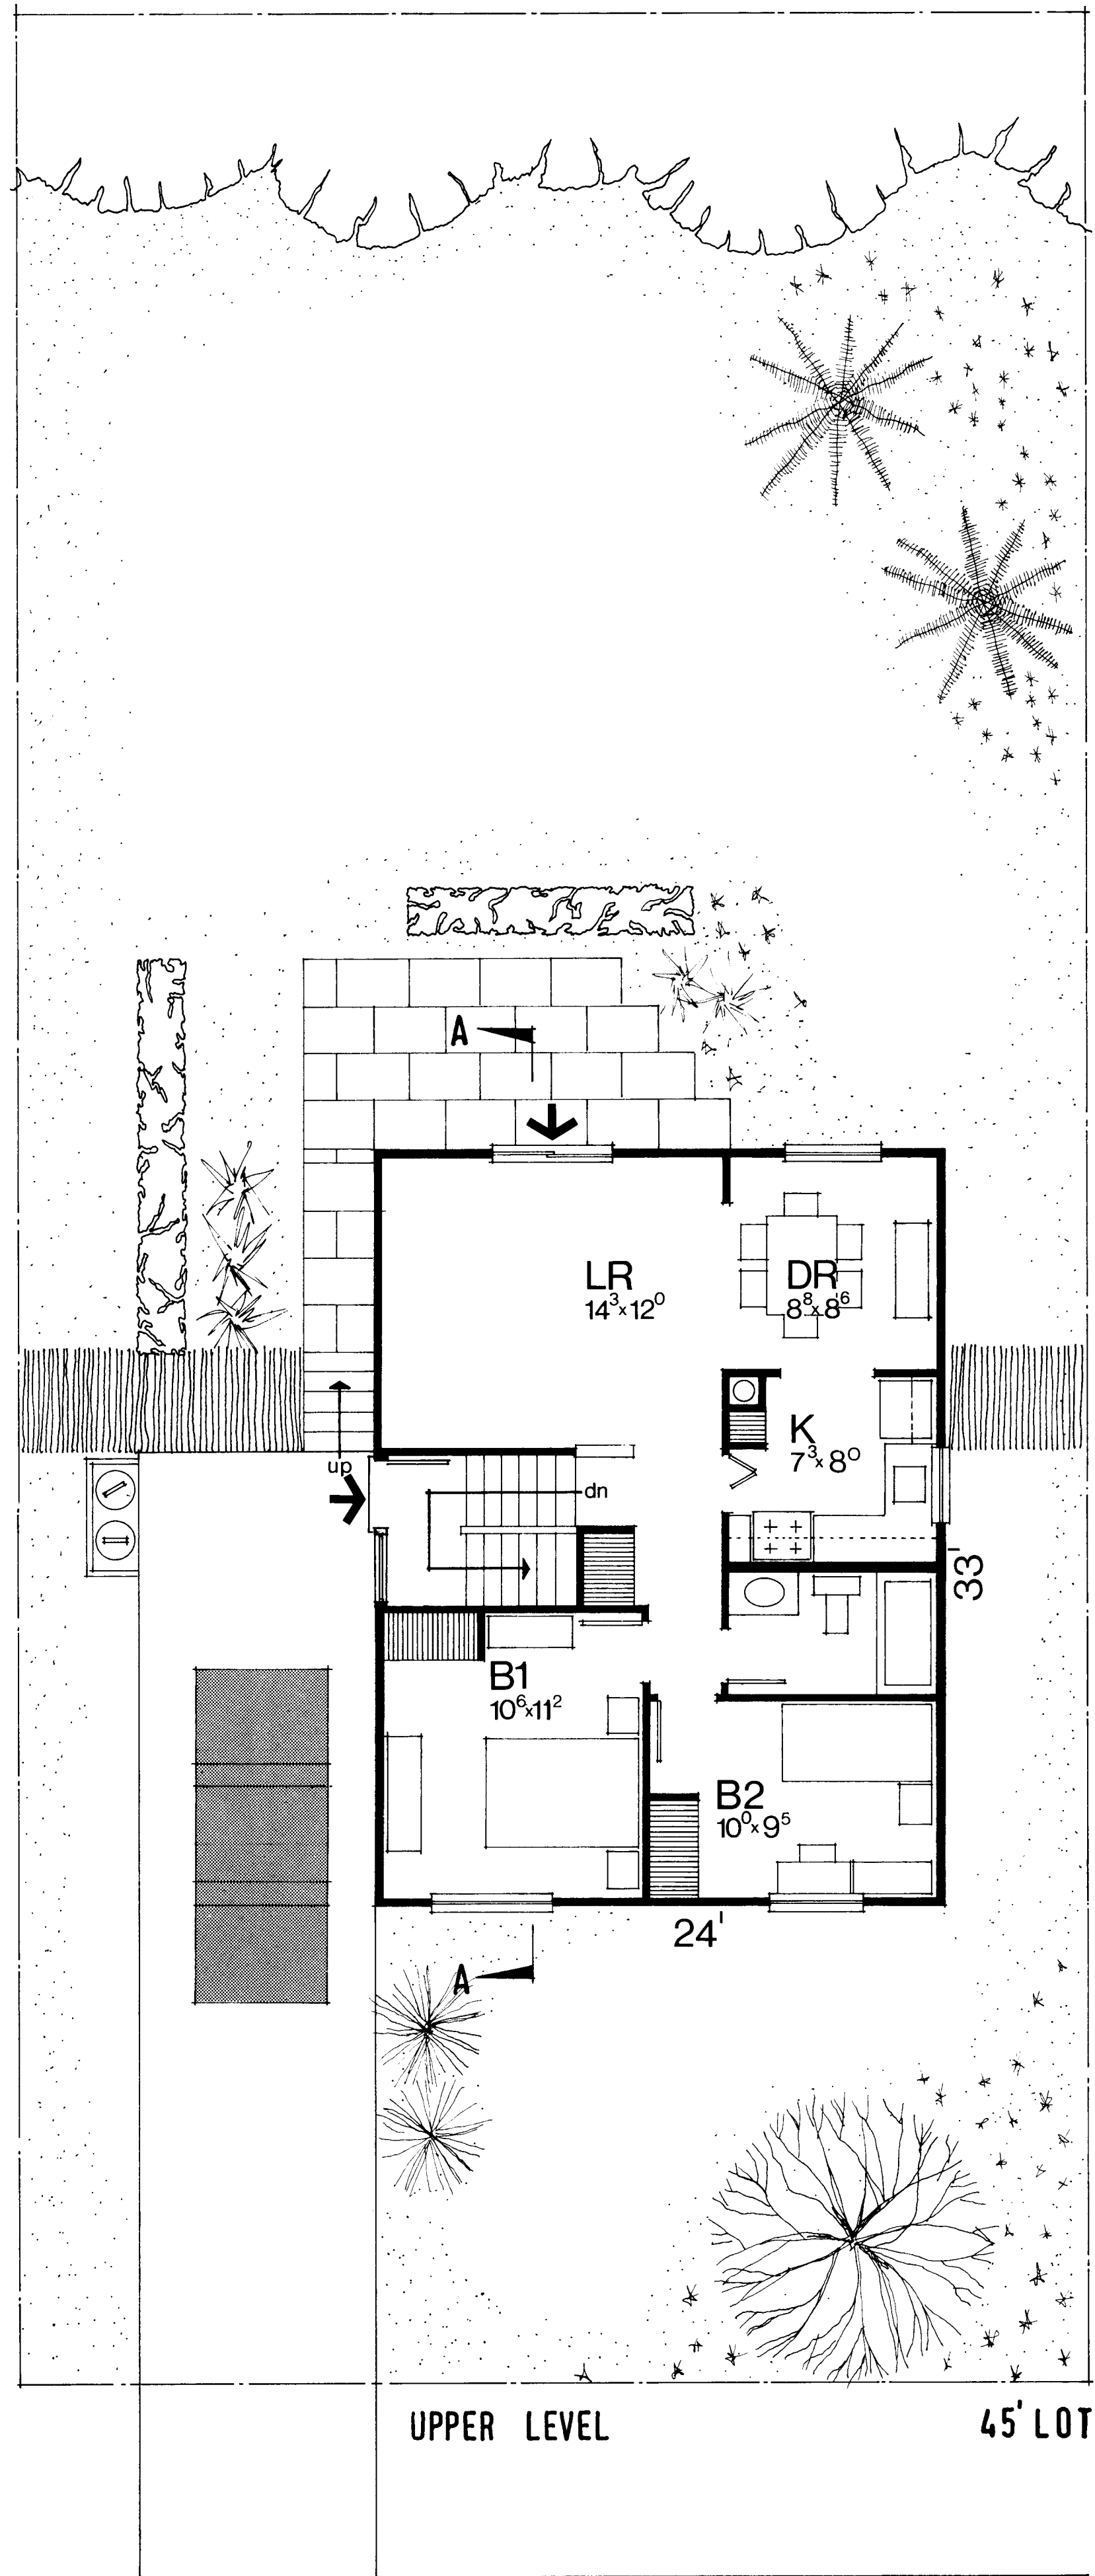 A
LR
14³x12⁰
DR
8⁸x8⁶
K
7³x8⁰
up
dn
33'
B1
10⁶x11²
B2
10⁰x9⁵
24'
A
UPPER LEVEL
45' LOT